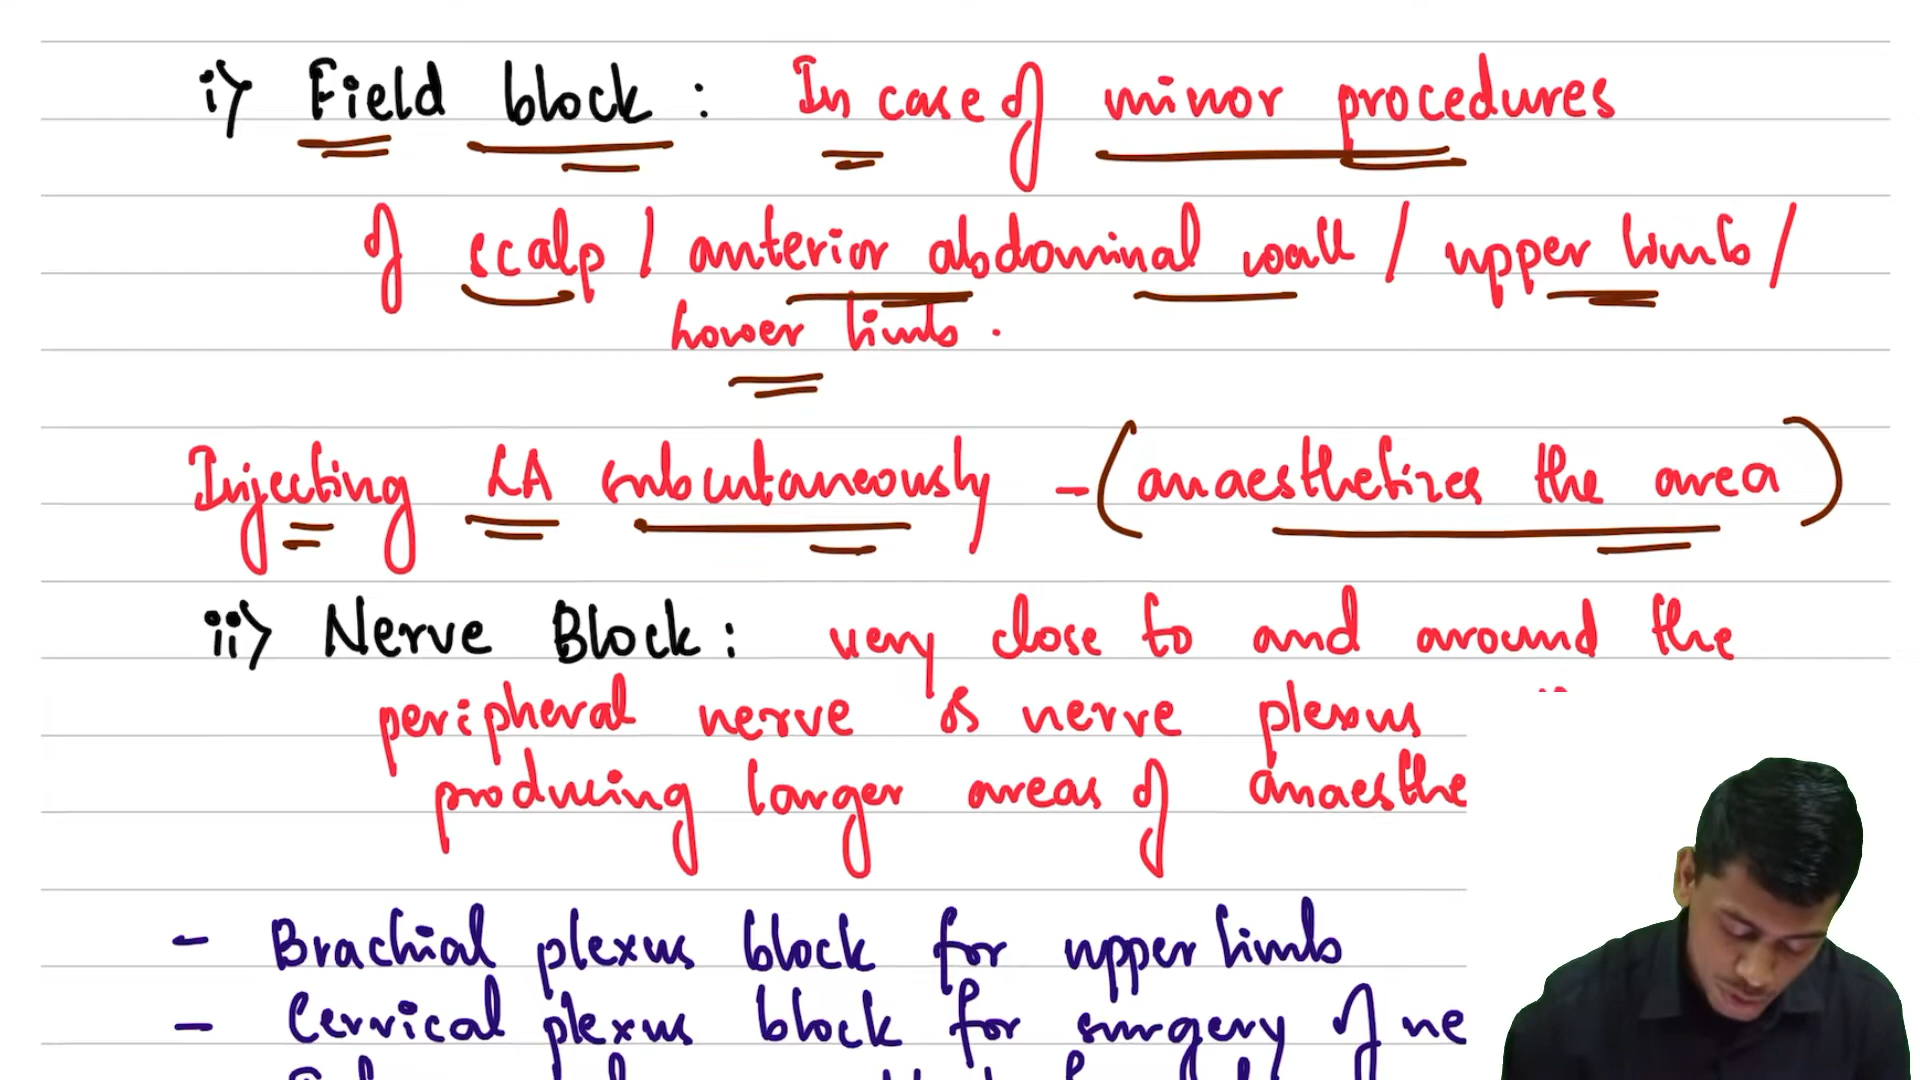 i) Field block : In case of minor procedures
of scalp / anterior abdominal wall / upper limb /
Lower limb .
Injecting LA subcutaneously - (anaesthetizes the area)
ii) Nerve Block : very close to and around the
peripheral nerve or nerve plexus
producing larger areas of anaesthe
- Brachial plexus block for upper limb
- Cervical plexus block for surgery of ne